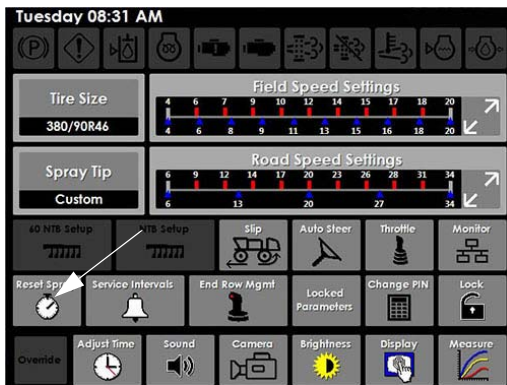 Tuesday 08:31 AM
(P)
Tire Size
380/90R46
Field Speed Settings
4 6 7 9 10 12 14 15 17 18 20
4 6 8 9 11 13 15 16 18 20
Spray Tip
Custom
Road Speed Settings
6 9 12 14 17 20 23 26 28 31 34
6 13 20 27 34
60 NTB Setup
NTB Setup
Slip
Auto Steer
Throttle
Monitor
Reset
Service Intervals
End Row Mgmt
Locked
Parameters
Change PIN
Lock
Override
Adjust Time
Sound
Camera
Brightness
Display
Measure